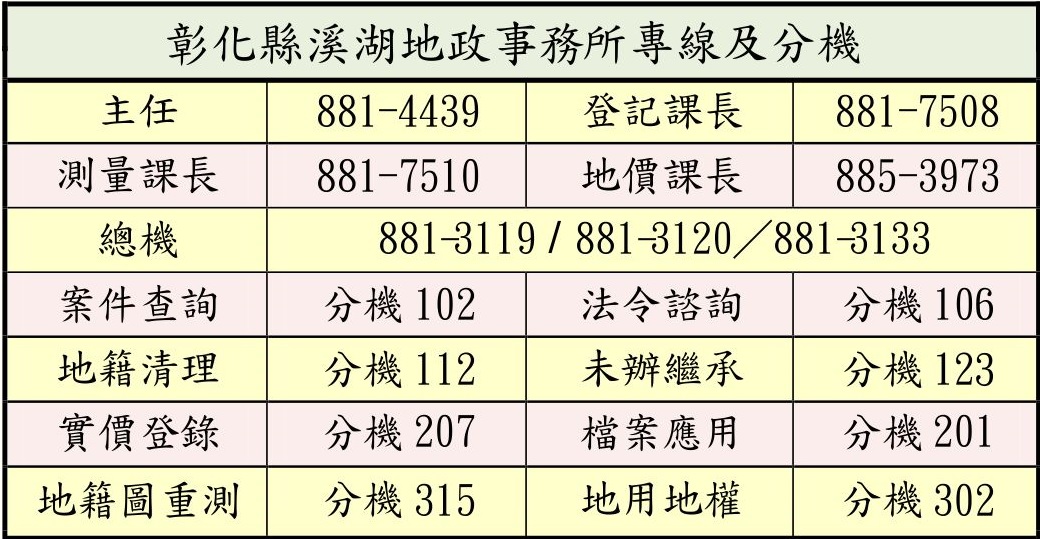 彰化縣溪湖地政事務所專線及分機
主任 881-4439 登記課長 881-7508
測量課長 881-7510 地價課長 885-3973
總機 881-3119 / 881-3120／881-3133
案件查詢 分機 102 法令諮詢 分機 106
地籍清理 分機 112 未辦繼承 分機 123
實價登錄 分機 207 檔案應用 分機 201
地籍圖重測 分機 315 地用地權 分機 302